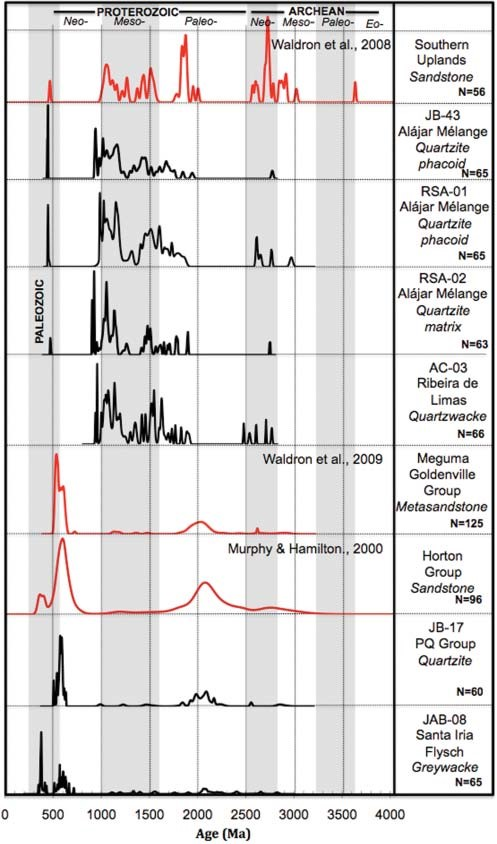 PROTEROZOIC ARCHEAN
Neo- Meso- Paleo- Neo- Meso- Paleo- Eo-
Waldron et al., 2008
Southern
Uplands
Sandstone
N=56
JB-43
Alájar Mélange
Quartzite
phacoid
N=65
RSA-01
Alájar Mélange
Quartzite
phacoid
N=65
PALEOZOIC
RSA-02
Alájar Mélange
Quartzite
matrix
N=63
AC-03
Ribeira de
Limas
Quartzwacke
N=66
Waldron et al., 2009
Meguma
Goldenville
Group
Metasandstone
N=125
Murphy & Hamilton., 2000
Horton
Group
Sandstone
N=96
JB-17
PQ Group
Quartzite
N=60
JAB-08
Santa Iria
Flysch
Greywacke
N=65
0 500 1000 1500 2000 2500 3000 3500 4000
Age (Ma)